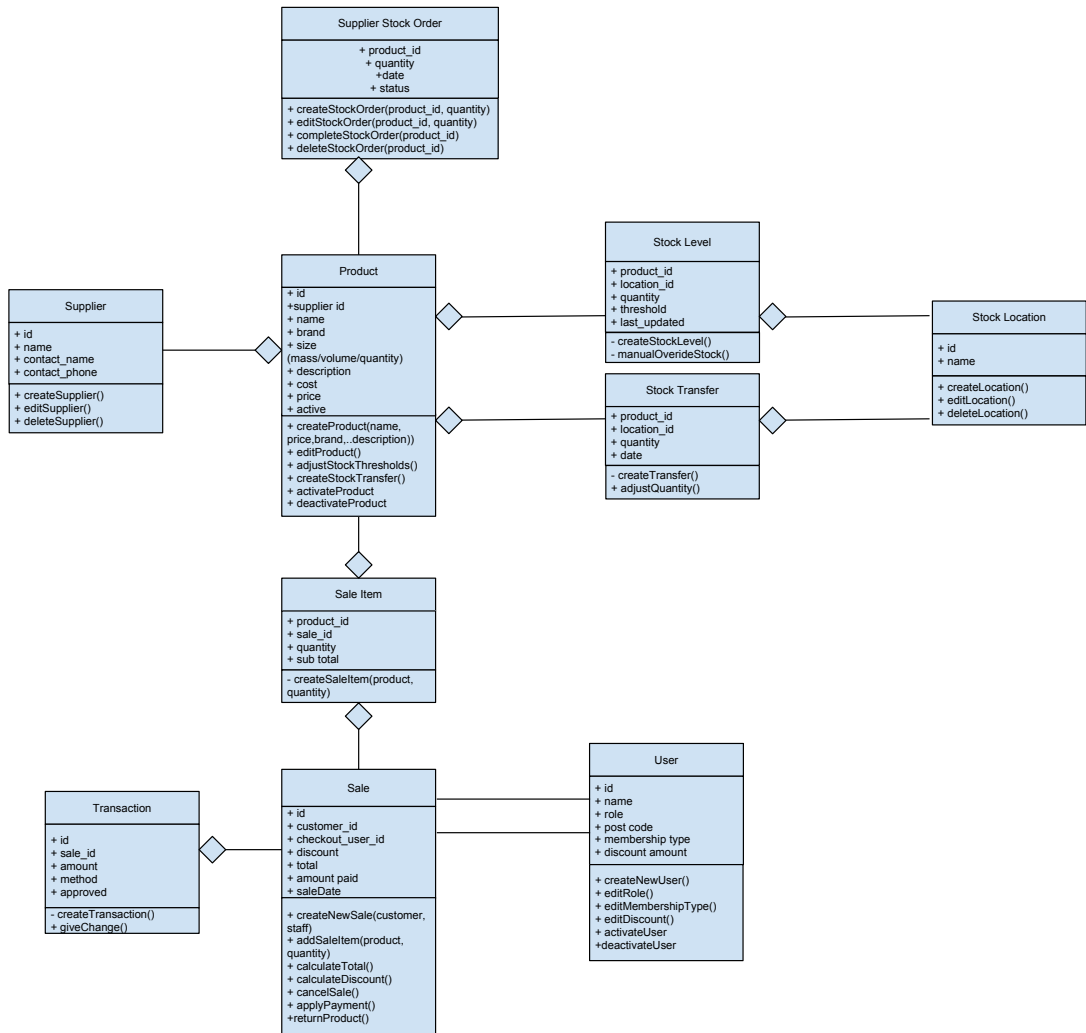 Supplier Stock Order
+ product_id
+ quantity
+date
+ status
+ createStockOrder(product_id, quantity)
+ editStockOrder(product_id, quantity)
+ completeStockOrder(product_id)
+ deleteStockOrder(product_id)
Supplier
+ id
+ name
+ contact_name
+ contact_phone
+ createSupplier()
+ editSupplier()
+ deleteSupplier()
Product
+ id
+supplier id
+ name
+ brand
+ size
(mass/volume/quantity)
+ description
+ cost
+ price
+ active
+ createProduct(name,
price,brand,..description))
+ editProduct()
+ adjustStockThresholds()
+ createStockTransfer()
+ activateProduct
+ deactivateProduct
Stock Level
+ product_id
+ location_id
+ quantity
+ threshold
+ last_updated
- createStockLevel()
- manualOverideStock()
Stock Transfer
+ product_id
+ location_id
+ quantity
+ date
- createTransfer()
+ adjustQuantity()
Stock Location
+ id
+ name
+ createLocation()
+ editLocation()
+ deleteLocation()
Sale Item
+ product_id
+ sale_id
+ quantity
+ sub total
- createSaleItem(product,
quantity)
Transaction
+ id
+ sale_id
+ amount
+ method
+ approved
- createTransaction()
+ giveChange()
Sale
+ id
+ customer_id
+ checkout_user_id
+ discount
+ total
+ amount paid
+ saleDate
+ createNewSale(customer,
staff)
+ addSaleItem(product,
quantity)
+ calculateTotal()
+ calculateDiscount()
+ cancelSale()
+ applyPayment()
+returnProduct()
User
+ id
+ name
+ role
+ post code
+ membership type
+ discount amount
+ createNewUser()
+ editRole()
+ editMembershipType()
+ editDiscount()
+ activateUser
+deactivateUser